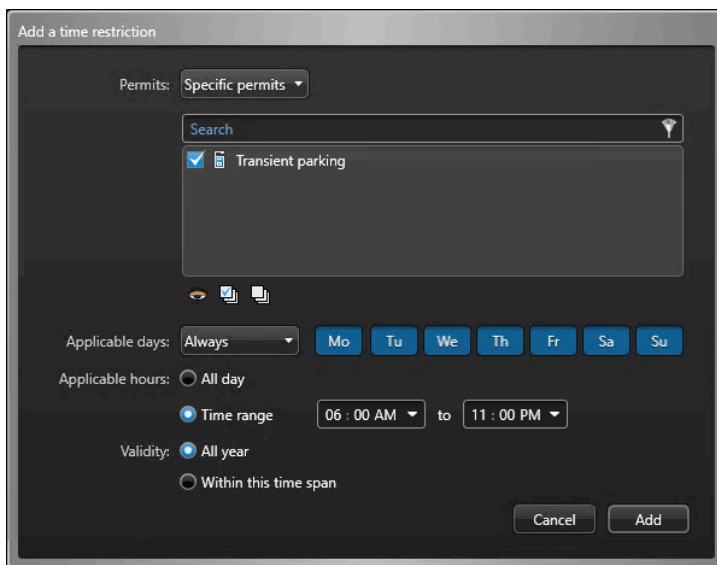 Add a time restriction
Permits: Specific permits
Search
Transient parking
Applicable days: Always Mo Tu We Th Fr Sa Su
Applicable hours: All day
Time range 06 : 00 AM to 11 : 00 PM
Validity: All year
Within this time span
Cancel Add